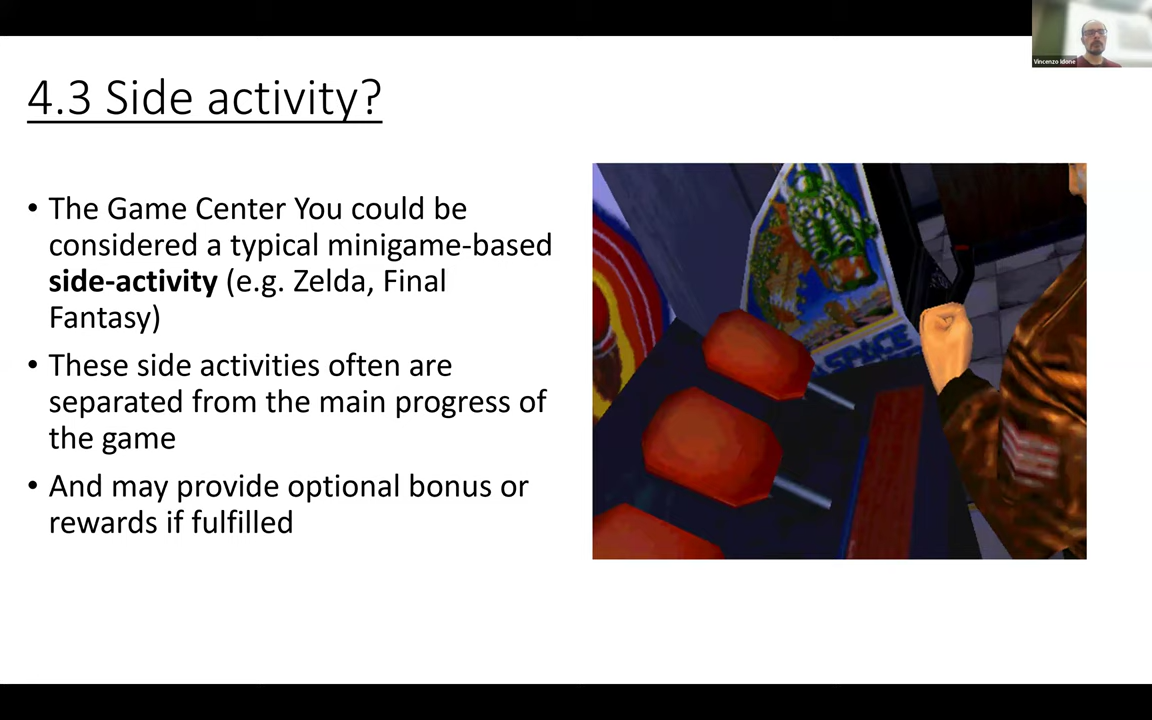 Vincenzo Idone
4.3 Side activity?
• The Game Center You could be
considered a typical minigame-based
side-activity (e.g. Zelda, Final
Fantasy)
• These side activities often are
separated from the main progress of
the game
• And may provide optional bonus or
rewards if fulfilled
SPACE